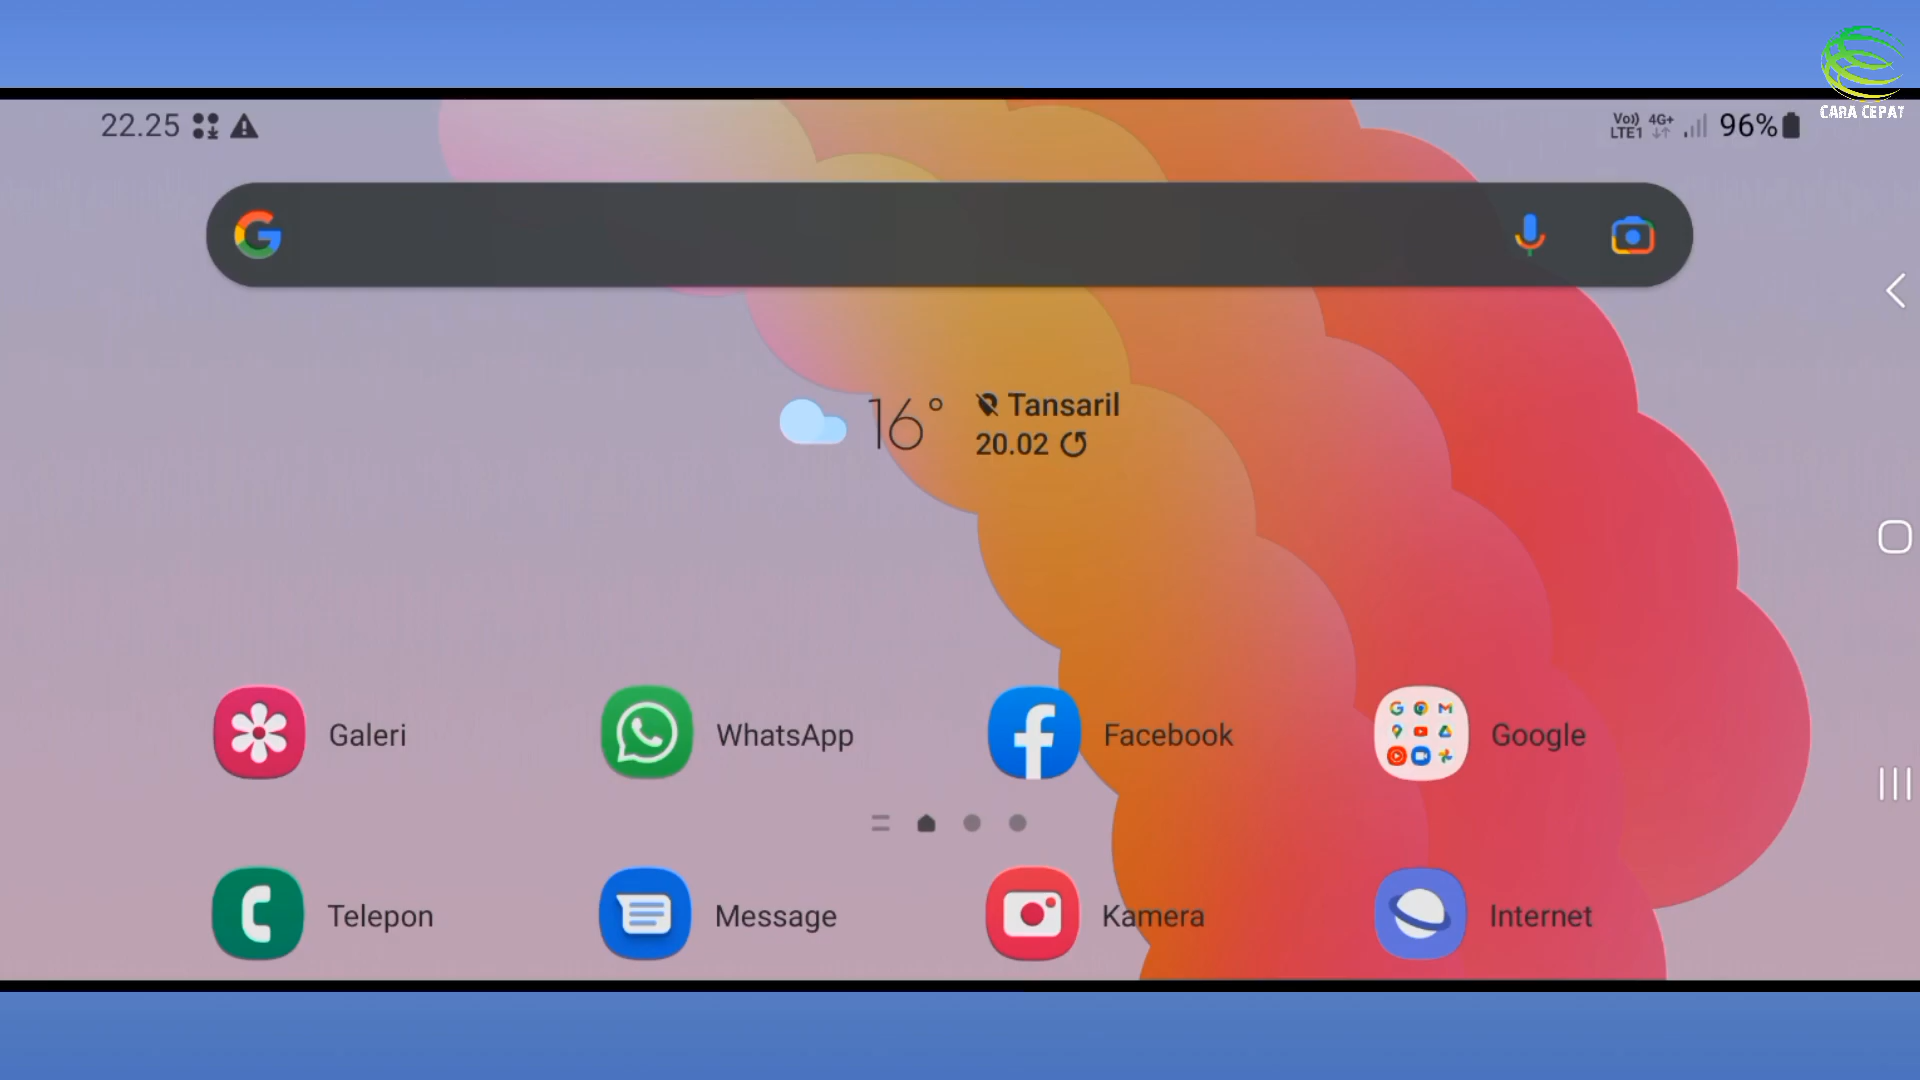 22.25
Vo)) 4G+
LTE1
96%
CARA CEPAT
16°
Tansaril
20.02
Galeri
WhatsApp
Facebook
Google
Telepon
Message
Kamera
Internet